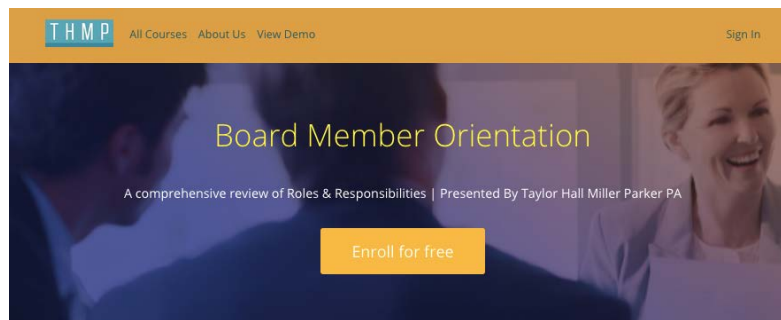 THMP All Courses About Us View Demo Sign In
Board Member Orientation
A comprehensive review of Roles & Responsibilities | Presented By Taylor Hall Miller Parker PA
Enroll for free